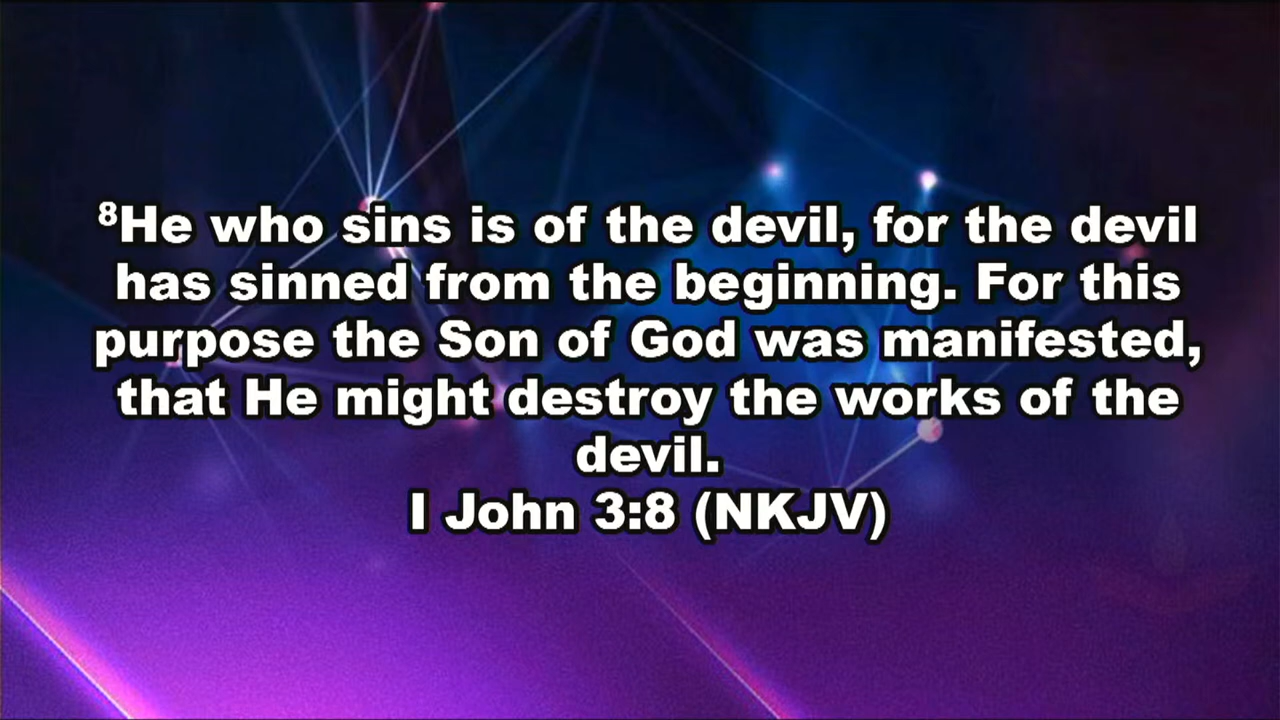 ⁸He who sins is of the devil, for the devil
has sinned from the beginning. For this
purpose the Son of God was manifested,
that He might destroy the works of the
devil.
I John 3:8 (NKJV)